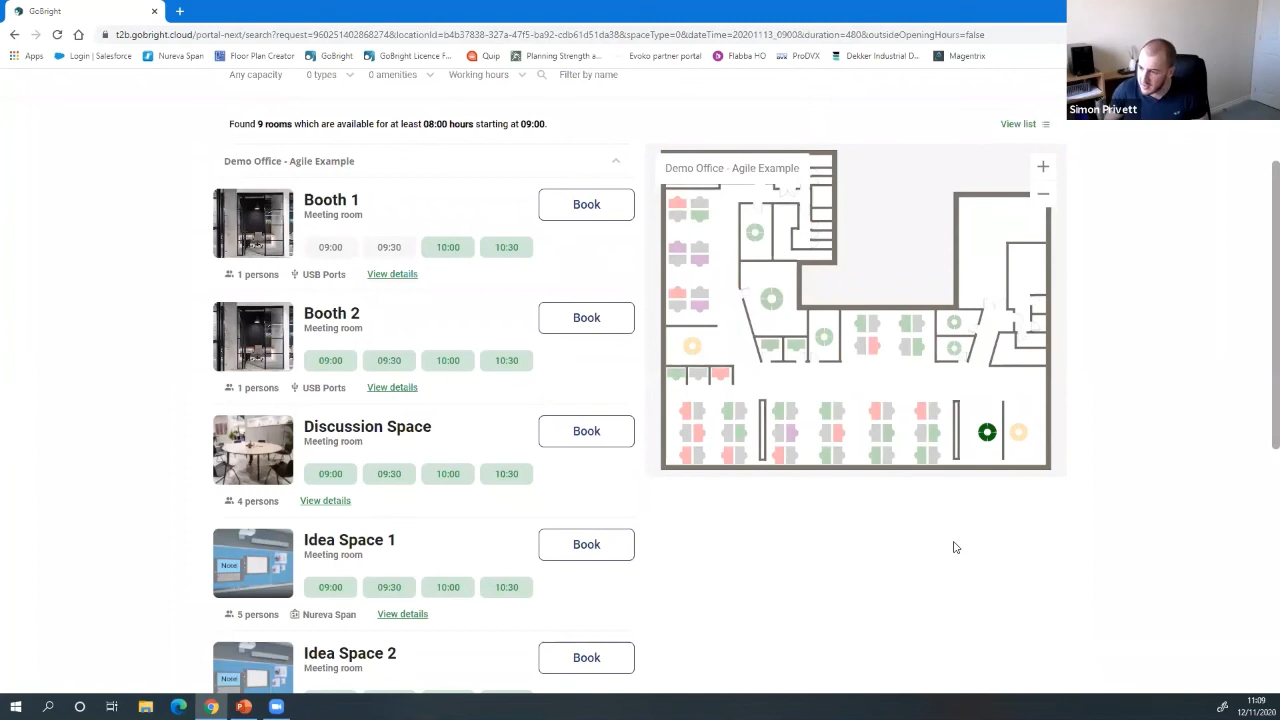 GoBright
t2b.gobright.cloud/portal-next/search?request=960251402868274&locationId=b4b37838-327a-47f5-ba92-cdb61d51da38&spaceType=0&dateTime=20201113_0900&duration=480&outsideOpeningHours=false
Apps
Login | Salesforce
Nureva Span
Floor Plan Creator
GoBright
GoBright Licence F...
Planning Strength a...
Evoko partner portal
Flabba HO
ProDVX
Dekker Industrial D...
Magentrix
Any capacity
0 types
0 amenities
Working hours
Filter by name
Simon Privett
Found 9 rooms which are available for at least 08:00 hours starting at 09:00.
View list
Demo Office - Agile Example
Booth 1
Meeting room
Book
09:00 09:30 10:00 10:30
1 persons USB Ports View details
Booth 2
Meeting room
Book
09:00 09:30 10:00 10:30
1 persons USB Ports View details
Discussion Space
Meeting room
Book
09:00 09:30 10:00 10:30
4 persons View details
Idea Space 1
Meeting room
Book
Note!
09:00 09:30 10:00 10:30
5 persons Nureva Span View details
Idea Space 2
Meeting room
Book
Note!
Demo Office - Agile Example
11:09
12/11/2020